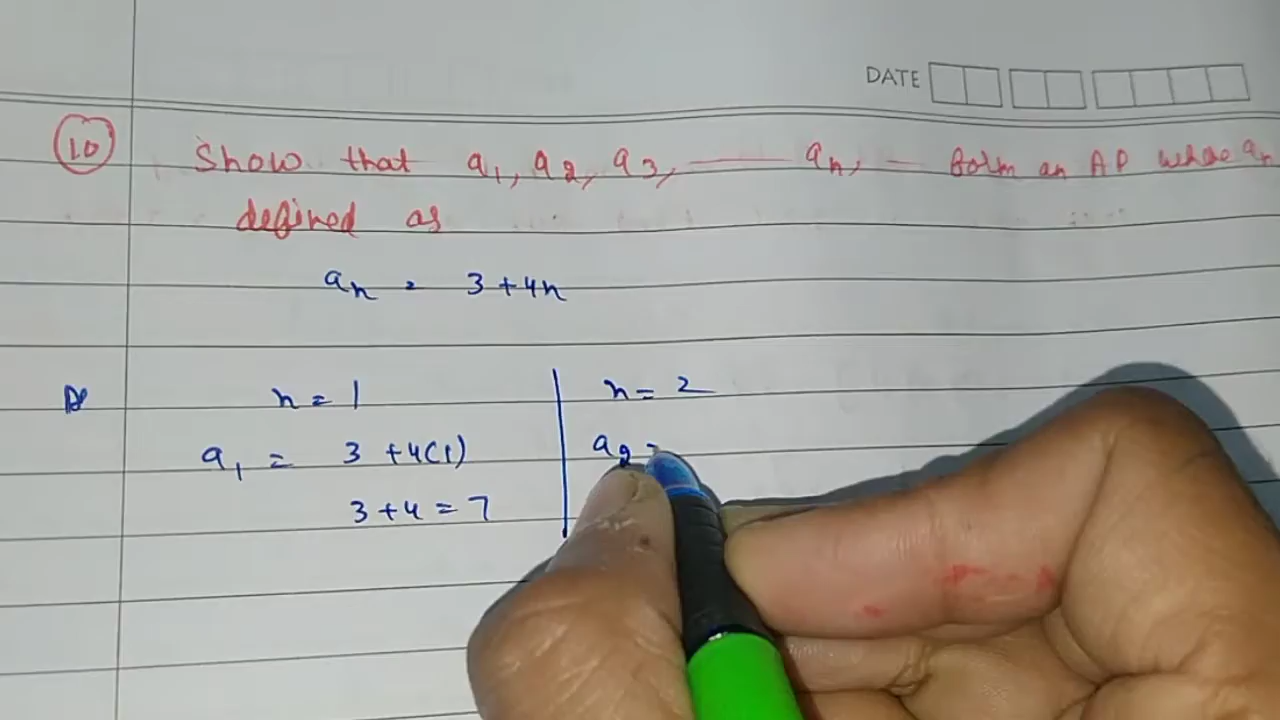 DATE
10 Show that a₁, a₂, a₃, —— aₙ, — form an AP where aₙ
defined as
aₙ = 3 + 4n
n = 1
n = 2
a₁ = 3 + 4(1)
a₂ =
3 + 4 = 7